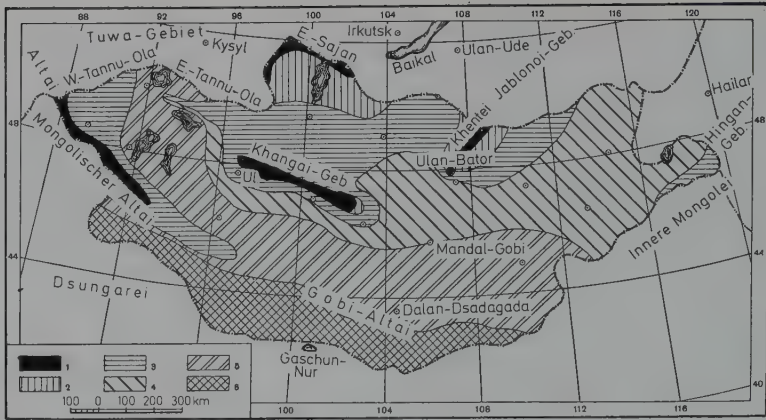 88 92 96 100 104 108 112 116 120
Tuwa-Gebiet
Kysyl
E-Sajan
Irkutsk
Baikal
Ulan-Ude
Altai
W-Tannu-Ola
E-Tannu-Ola
Khentei
Jablonoi-Geb.
Hailar
Hingan-Geb.
48
48
Mongolischer Altai
Ul
Khangai-Geb
Ulan-Bator
Innere Mongolei
Mandal-Gobi
44
44
Dsungarei
Gobi-Altai
Dalan-Dsadagada
Gaschun-Nur
1 3 5
2 4 6
100 0 100 200 300 km
40
100 104 108 112 116